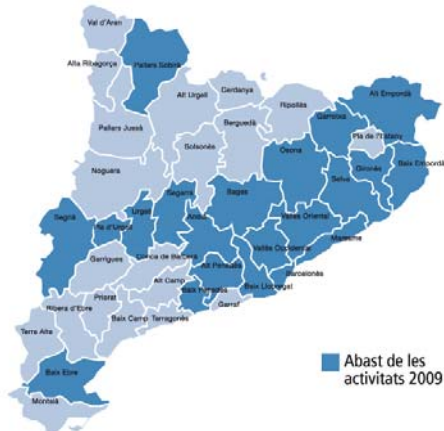 Val d'Aran
Alta Ribagorça
Pallars Sobirà
Alt Urgell
Cerdanya
Ripollès
Garrotxa
Alt Empordà
Pallars Jussà
Berguedà
Pla de l'Estany
Solsonès
Osona
Gironès
Baix Empordà
Noguera
Segarra
Bages
Selva
Segrià
Urgell
Anoia
Vallès Oriental
Pla d'Urgell
Maresme
Vallès Occidental
Conca de Barberà
Garrigues
Alt Penedès
Barcelonès
Alt Camp
Baix Llobregat
Baix Penedès
Priorat
Garraf
Ribera d'Ebre
Baix Camp
Tarragonès
Terra Alta
Baix Ebre
Montsià
Abast de les
activitats 2009